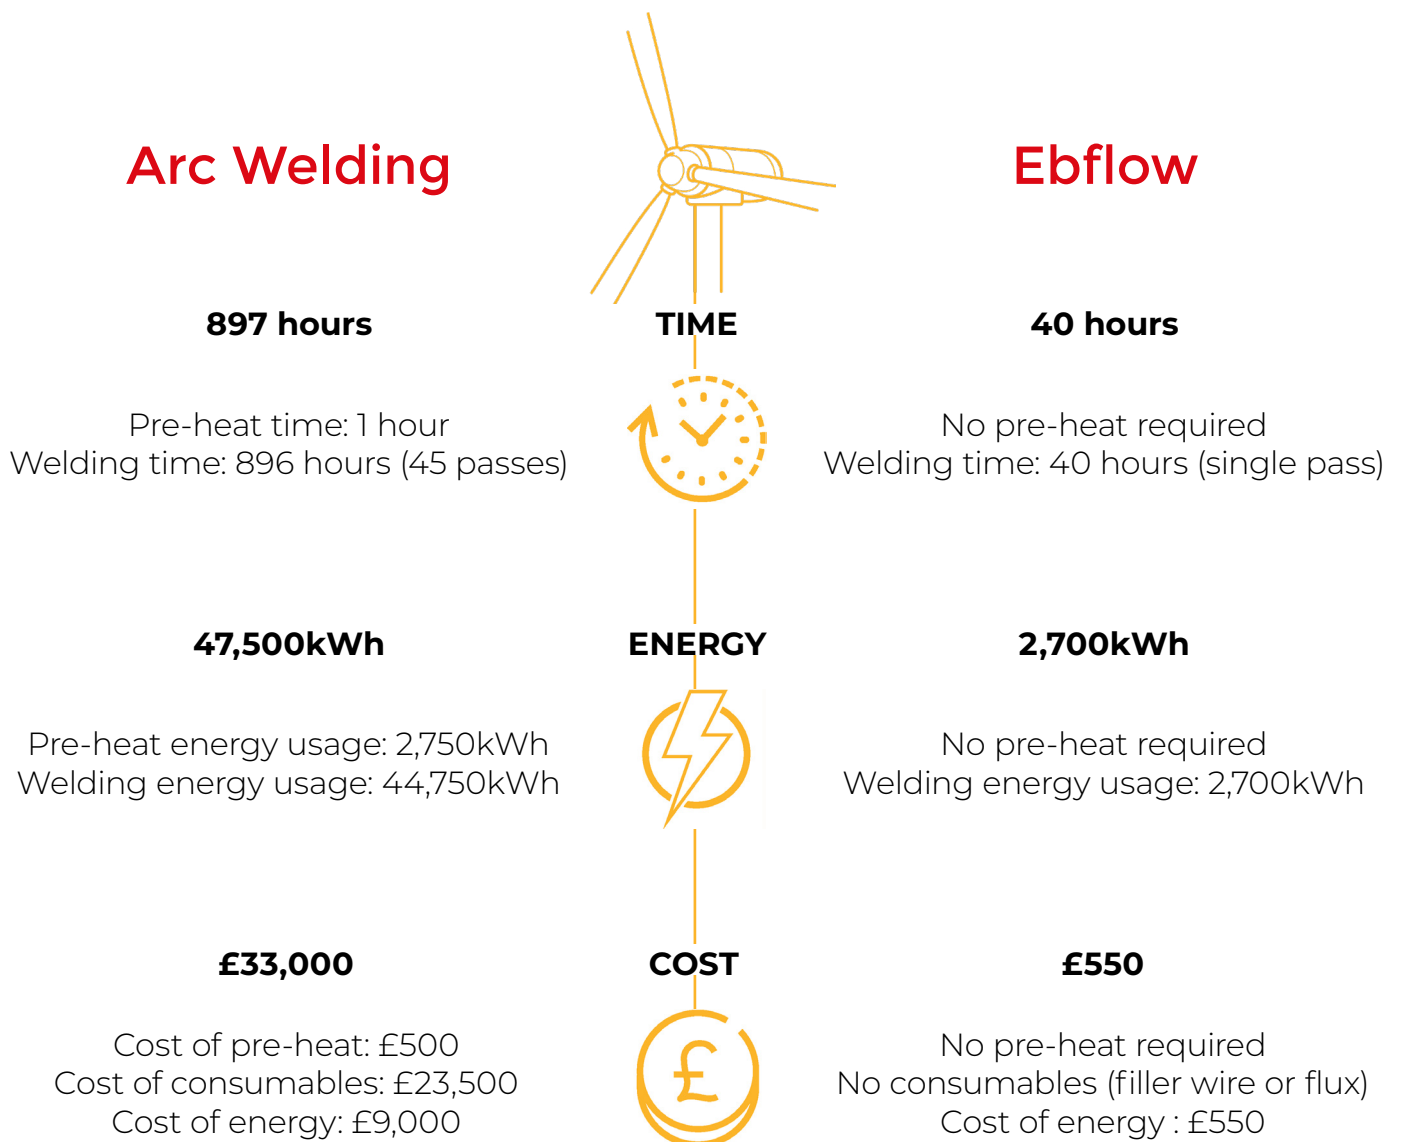 Arc Welding
Ebflow
897 hours
TIME
40 hours
Pre-heat time: 1 hour
Welding time: 896 hours (45 passes)
No pre-heat required
Welding time: 40 hours (single pass)
47,500kWh
ENERGY
2,700kWh
Pre-heat energy usage: 2,750kWh
Welding energy usage: 44,750kWh
No pre-heat required
Welding energy usage: 2,700kWh
£33,000
COST
£550
Cost of pre-heat: £500
Cost of consumables: £23,500
Cost of energy: £9,000
£
No pre-heat required
No consumables (filler wire or flux)
Cost of energy : £550